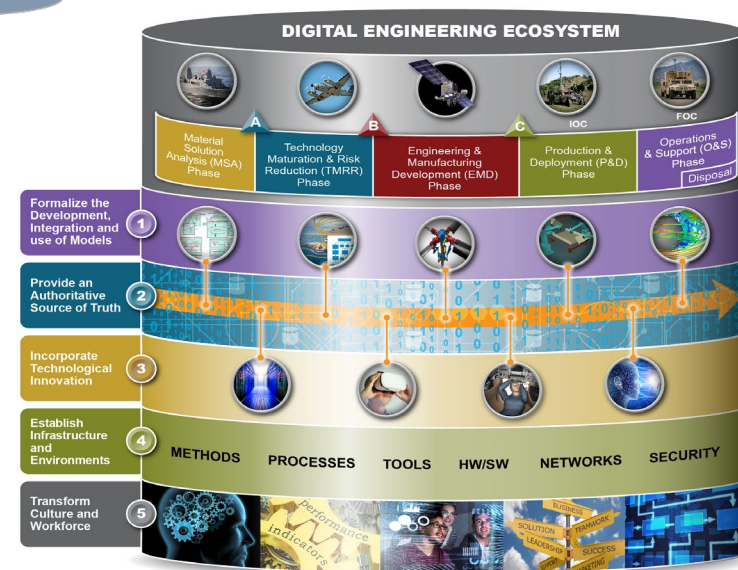 DIGITAL ENGINEERING ECOSYSTEM
A
B
C
IOC
FOC
Material
Solution
Analysis (MSA)
Phase
Technology
Maturation & Risk
Reduction (TMRR)
Phase
Engineering &
Manufacturing
Development (EMD)
Phase
Production &
Deployment (P&D)
Phase
Operations
& Support (O&S)
Phase
Disposal
Formalize the
Development,
Integration and
use of Models
1
Provide an
Authoritative
Source of Truth
2
Incorporate
Technological
Innovation
3
Establish
Infrastructure
and
Environments
4
METHODS
PROCESSES
TOOLS
HW/SW
NETWORKS
SECURITY
Transform
Culture and
Workforce
5
performance
indicators
BUSINESS
SOLUTION
TEAMWORK
LEADERSHIP
SUCCESS
SUPPORT
MARKETING